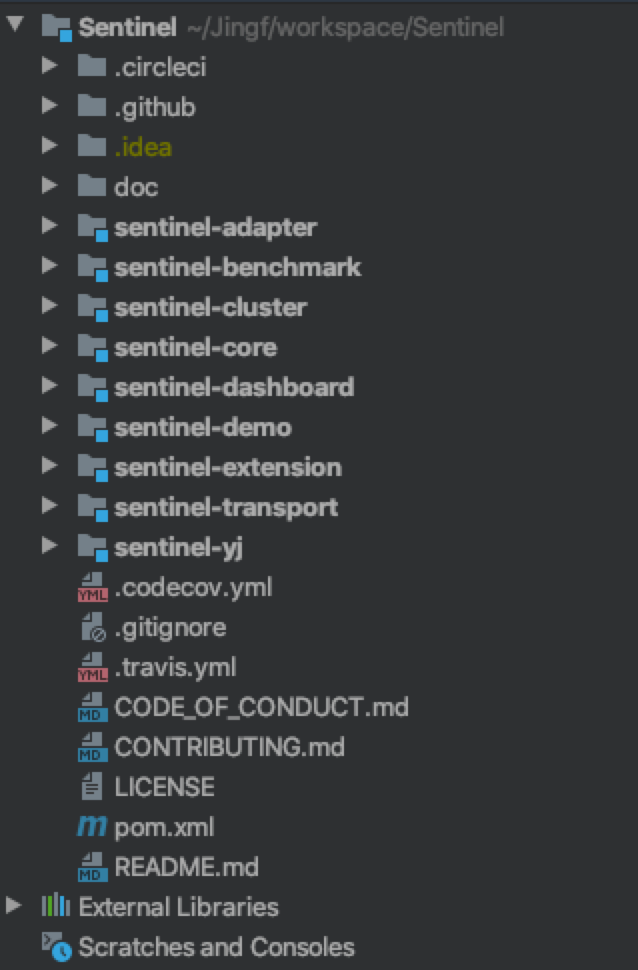 Sentinel ~/Jingf/workspace/Sentinel
.circleci
.github
.idea
doc
sentinel-adapter
sentinel-benchmark
sentinel-cluster
sentinel-core
sentinel-dashboard
sentinel-demo
sentinel-extension
sentinel-transport
sentinel-yj
YML .codecov.yml
.gitignore
YML .travis.yml
MD CODE_OF_CONDUCT.md
MD CONTRIBUTING.md
LICENSE
m pom.xml
MD README.md
External Libraries
Scratches and Consoles